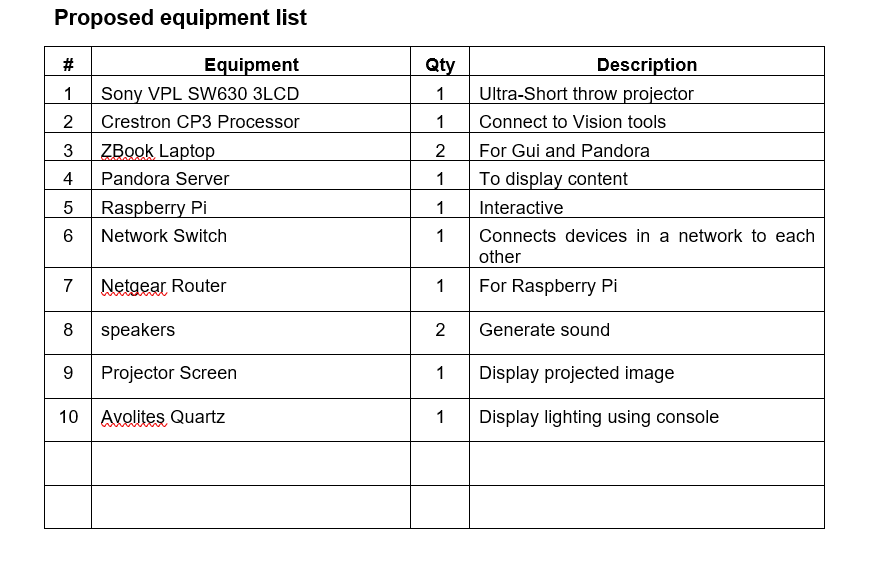 Proposed equipment list
# Equipment Qty Description
1 Sony VPL SW630 3LCD 1 Ultra-Short throw projector
2 Crestron CP3 Processor 1 Connect to Vision tools
3 ZBook Laptop 2 For Gui and Pandora
4 Pandora Server 1 To display content
5 Raspberry Pi 1 Interactive
6 Network Switch 1 Connects devices in a network to each
other
7 Netgear Router 1 For Raspberry Pi
8 speakers 2 Generate sound
9 Projector Screen 1 Display projected image
10 Avolites Quartz 1 Display lighting using console